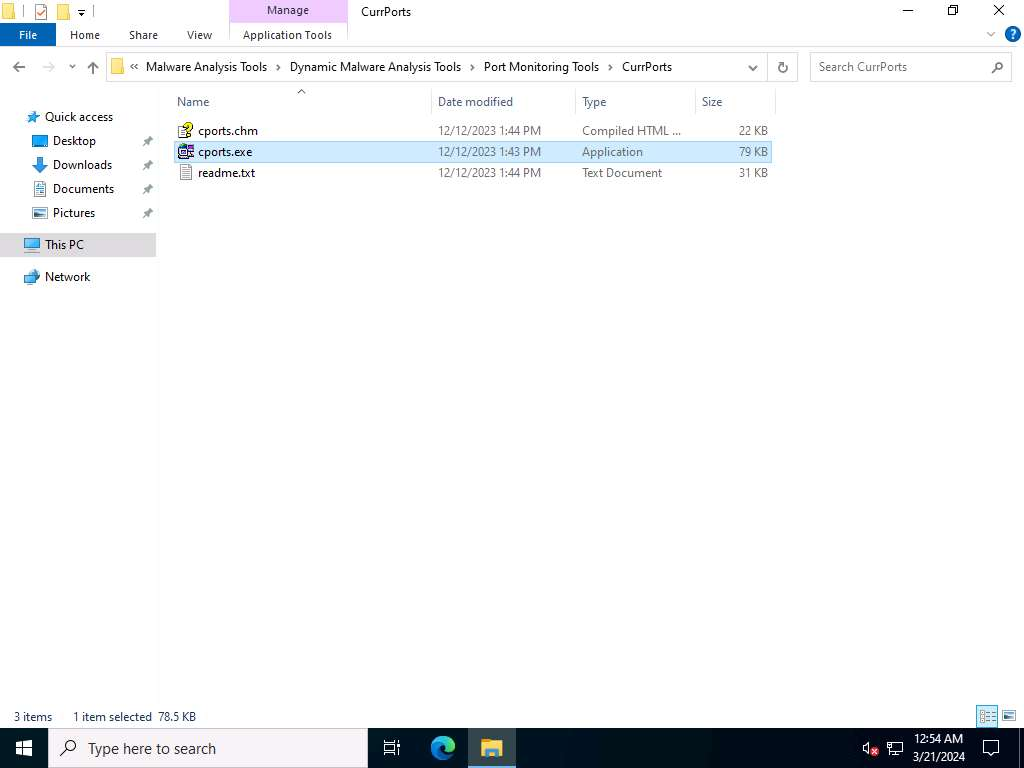 Manage
CurrPorts
File
Home
Share
View
Application Tools
« Malware Analysis Tools > Dynamic Malware Analysis Tools > Port Monitoring Tools > CurrPorts
Search CurrPorts
Name
Date modified
Type
Size
Quick access
Desktop
Downloads
Documents
Pictures
This PC
Network
cports.chm 12/12/2023 1:44 PM Compiled HTML ... 22 KB
cports.exe 12/12/2023 1:43 PM Application 79 KB
readme.txt 12/12/2023 1:44 PM Text Document 31 KB
3 items 1 item selected 78.5 KB
Type here to search
12:54 AM
3/21/2024